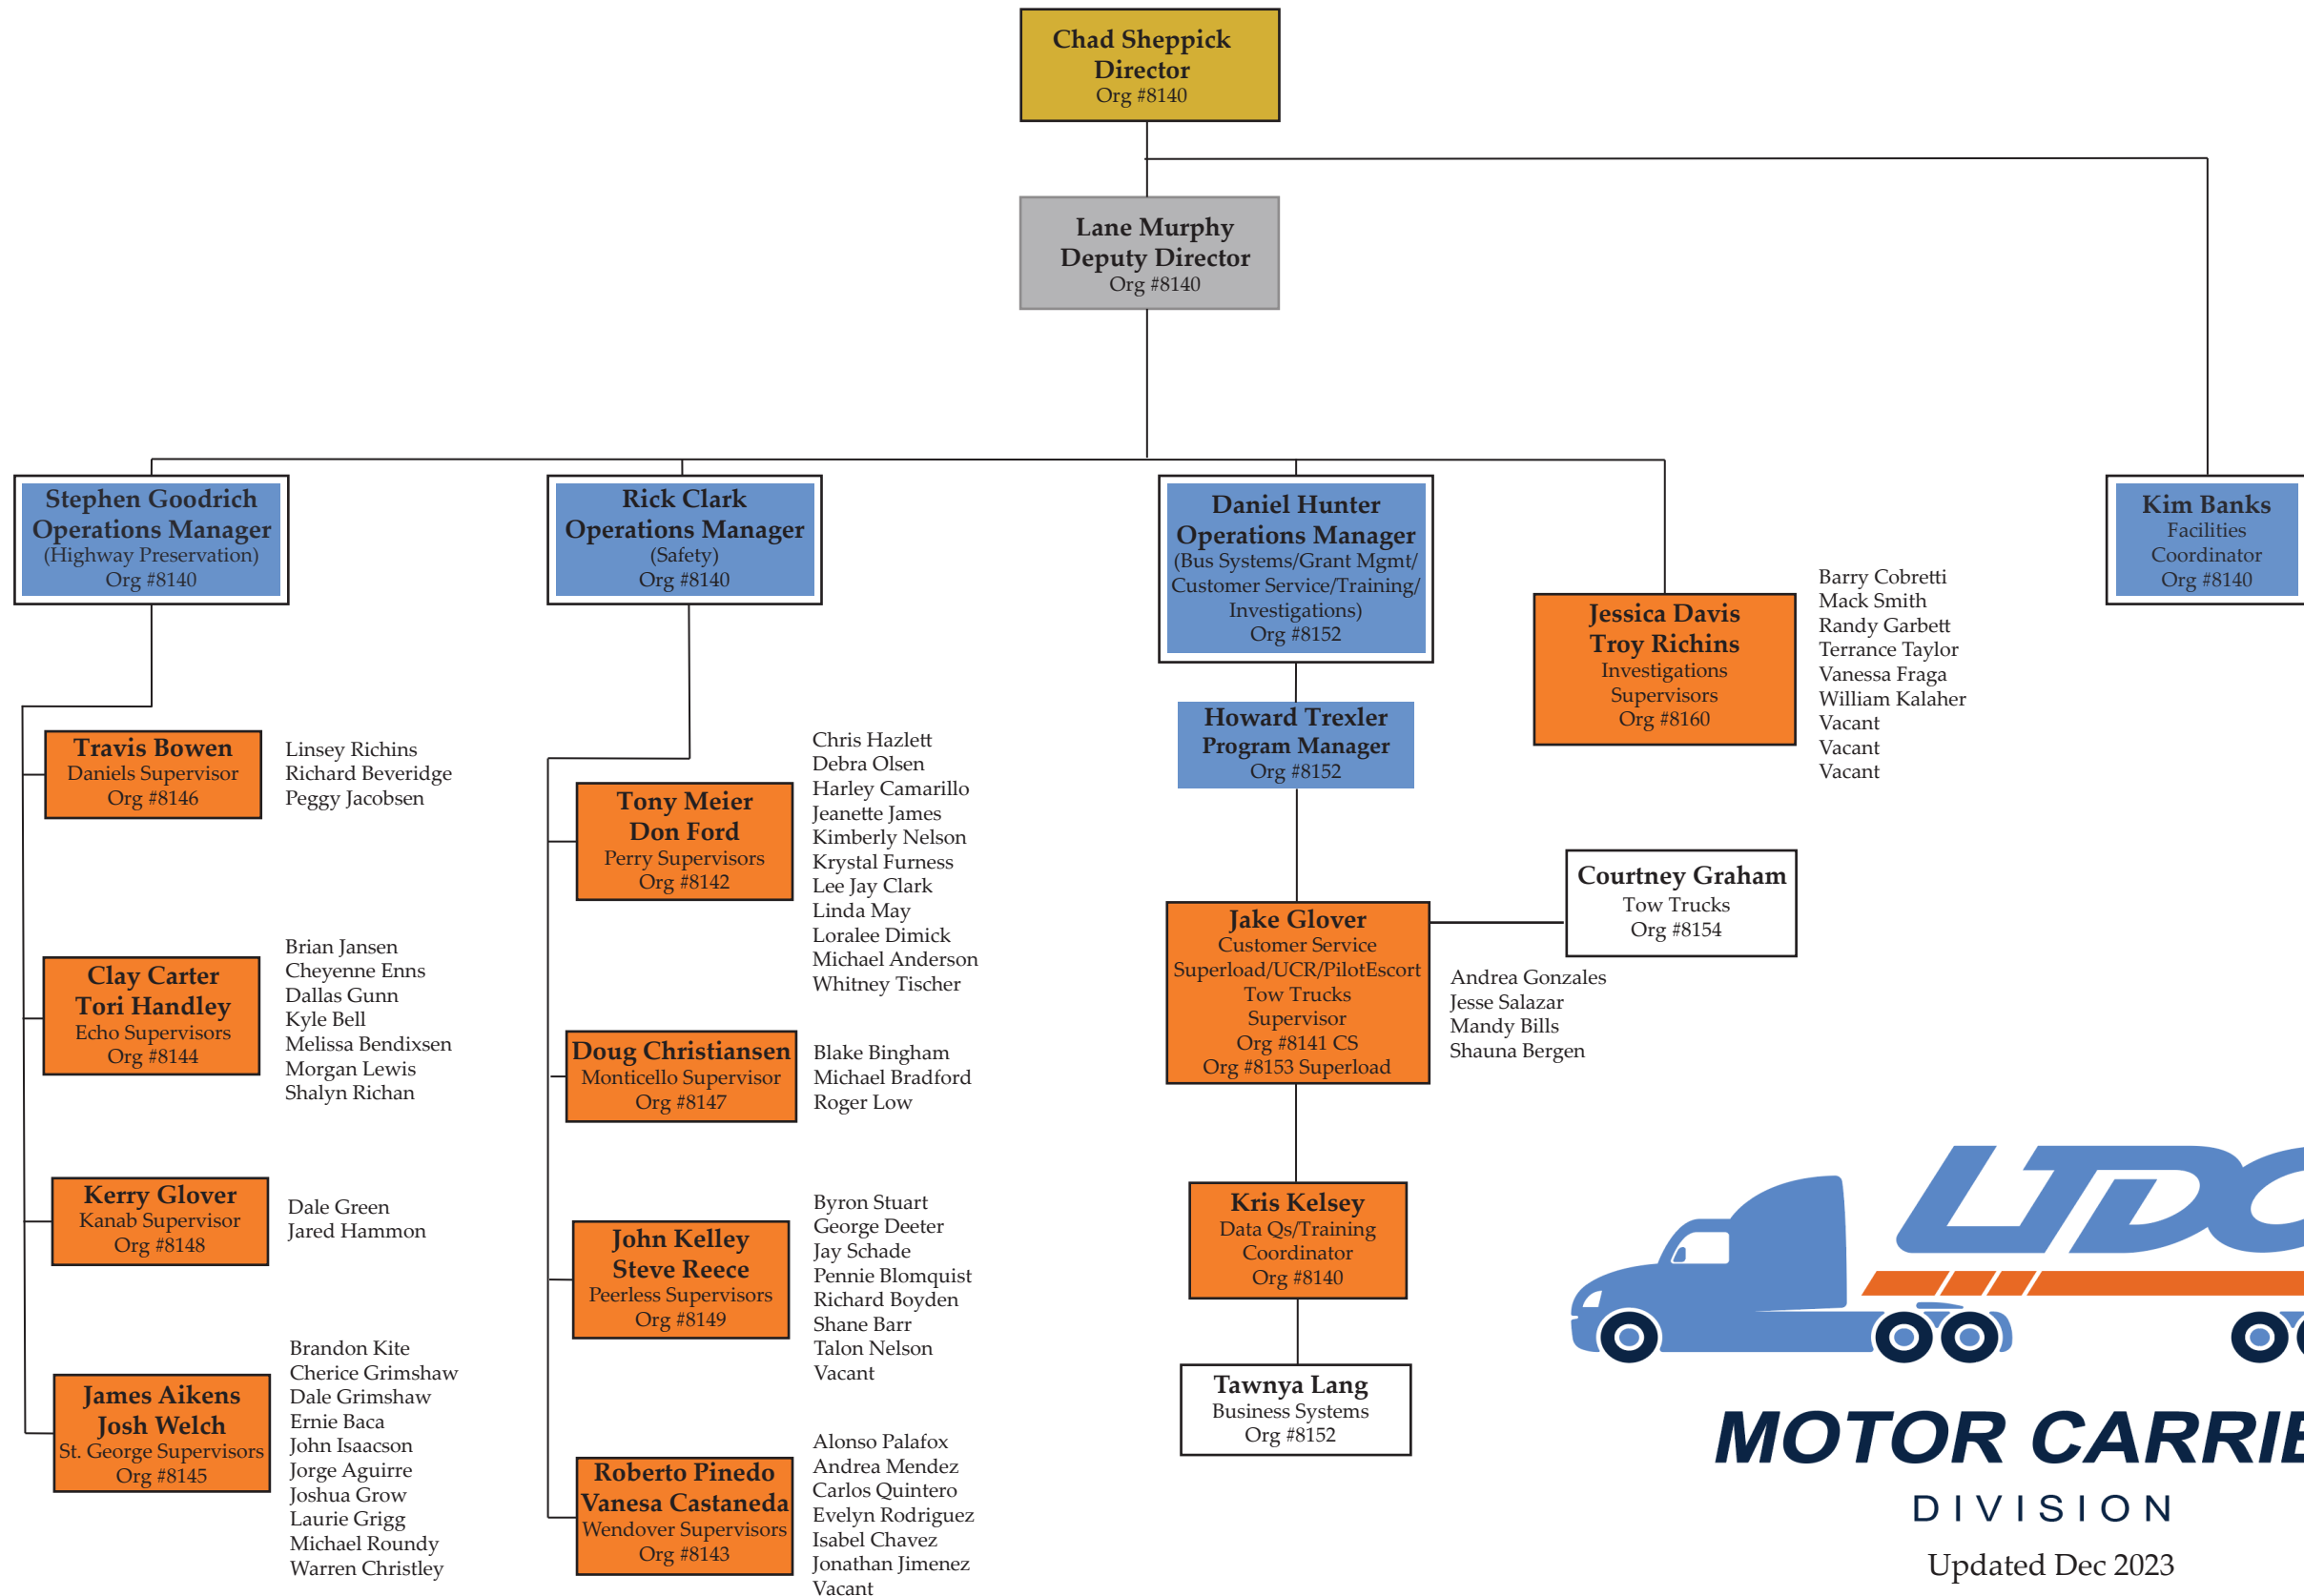 Chad Sheppick
Director
Org #8140
Lane Murphy
Deputy Director
Org #8140
Stephen Goodrich
Operations Manager
(Highway Preservation)
Org #8140
Travis Bowen
Daniels Supervisor
Org #8146
Linsey Richins
Richard Beveridge
Peggy Jacobsen
Clay Carter
Tori Handley
Echo Supervisors
Org #8144
Brian Jansen
Cheyenne Enns
Dallas Gunn
Kyle Bell
Melissa Bendixsen
Morgan Lewis
Shalyn Richan
Kerry Glover
Kanab Supervisor
Org #8148
Dale Green
Jared Hammon
James Aikens
Josh Welch
St. George Supervisors
Org #8145
Brandon Kite
Cherice Grimshaw
Dale Grimshaw
Ernie Baca
John Isaacson
Jorge Aguirre
Joshua Grow
Laurie Grigg
Michael Roundy
Warren Christley
Rick Clark
Operations Manager
(Safety)
Org #8140
Tony Meier
Don Ford
Perry Supervisors
Org #8142
Chris Hazlett
Debra Olsen
Harley Camarillo
Jeanette James
Kimberly Nelson
Krystal Furness
Lee Jay Clark
Linda May
Loralee Dimick
Michael Anderson
Whitney Tischer
Doug Christiansen
Monticello Supervisor
Org #8147
Blake Bingham
Michael Bradford
Roger Low
John Kelley
Steve Reece
Peerless Supervisors
Org #8149
Byron Stuart
George Deeter
Jay Schade
Pennie Blomquist
Richard Boyden
Shane Barr
Talon Nelson
Vacant
Roberto Pinedo
Vanesa Castaneda
Wendover Supervisors
Org #8143
Alonso Palafox
Andrea Mendez
Carlos Quintero
Evelyn Rodriguez
Isabel Chavez
Jonathan Jimenez
Vacant
Daniel Hunter
Operations Manager
(Bus Systems/Grant Mgmt/
Customer Service/Training/
Investigations)
Org #8152
Howard Trexler
Program Manager
Org #8152
Jake Glover
Customer Service
Superload/UCR/PilotEscort
Tow Trucks
Supervisor
Org #8141 CS
Org #8153 Superload
Courtney Graham
Tow Trucks
Org #8154
Andrea Gonzales
Jesse Salazar
Mandy Bills
Shauna Bergen
Kris Kelsey
Data Qs/Training
Coordinator
Org #8140
Tawnya Lang
Business Systems
Org #8152
Jessica Davis
Troy Richins
Investigations
Supervisors
Org #8160
Barry Cobretti
Mack Smith
Randy Garbett
Terrance Taylor
Vanessa Fraga
William Kalaher
Vacant
Vacant
Vacant
Kim Banks
Facilities
Coordinator
Org #8140
MOTOR CARRIE
DIVISION
Updated Dec 2023